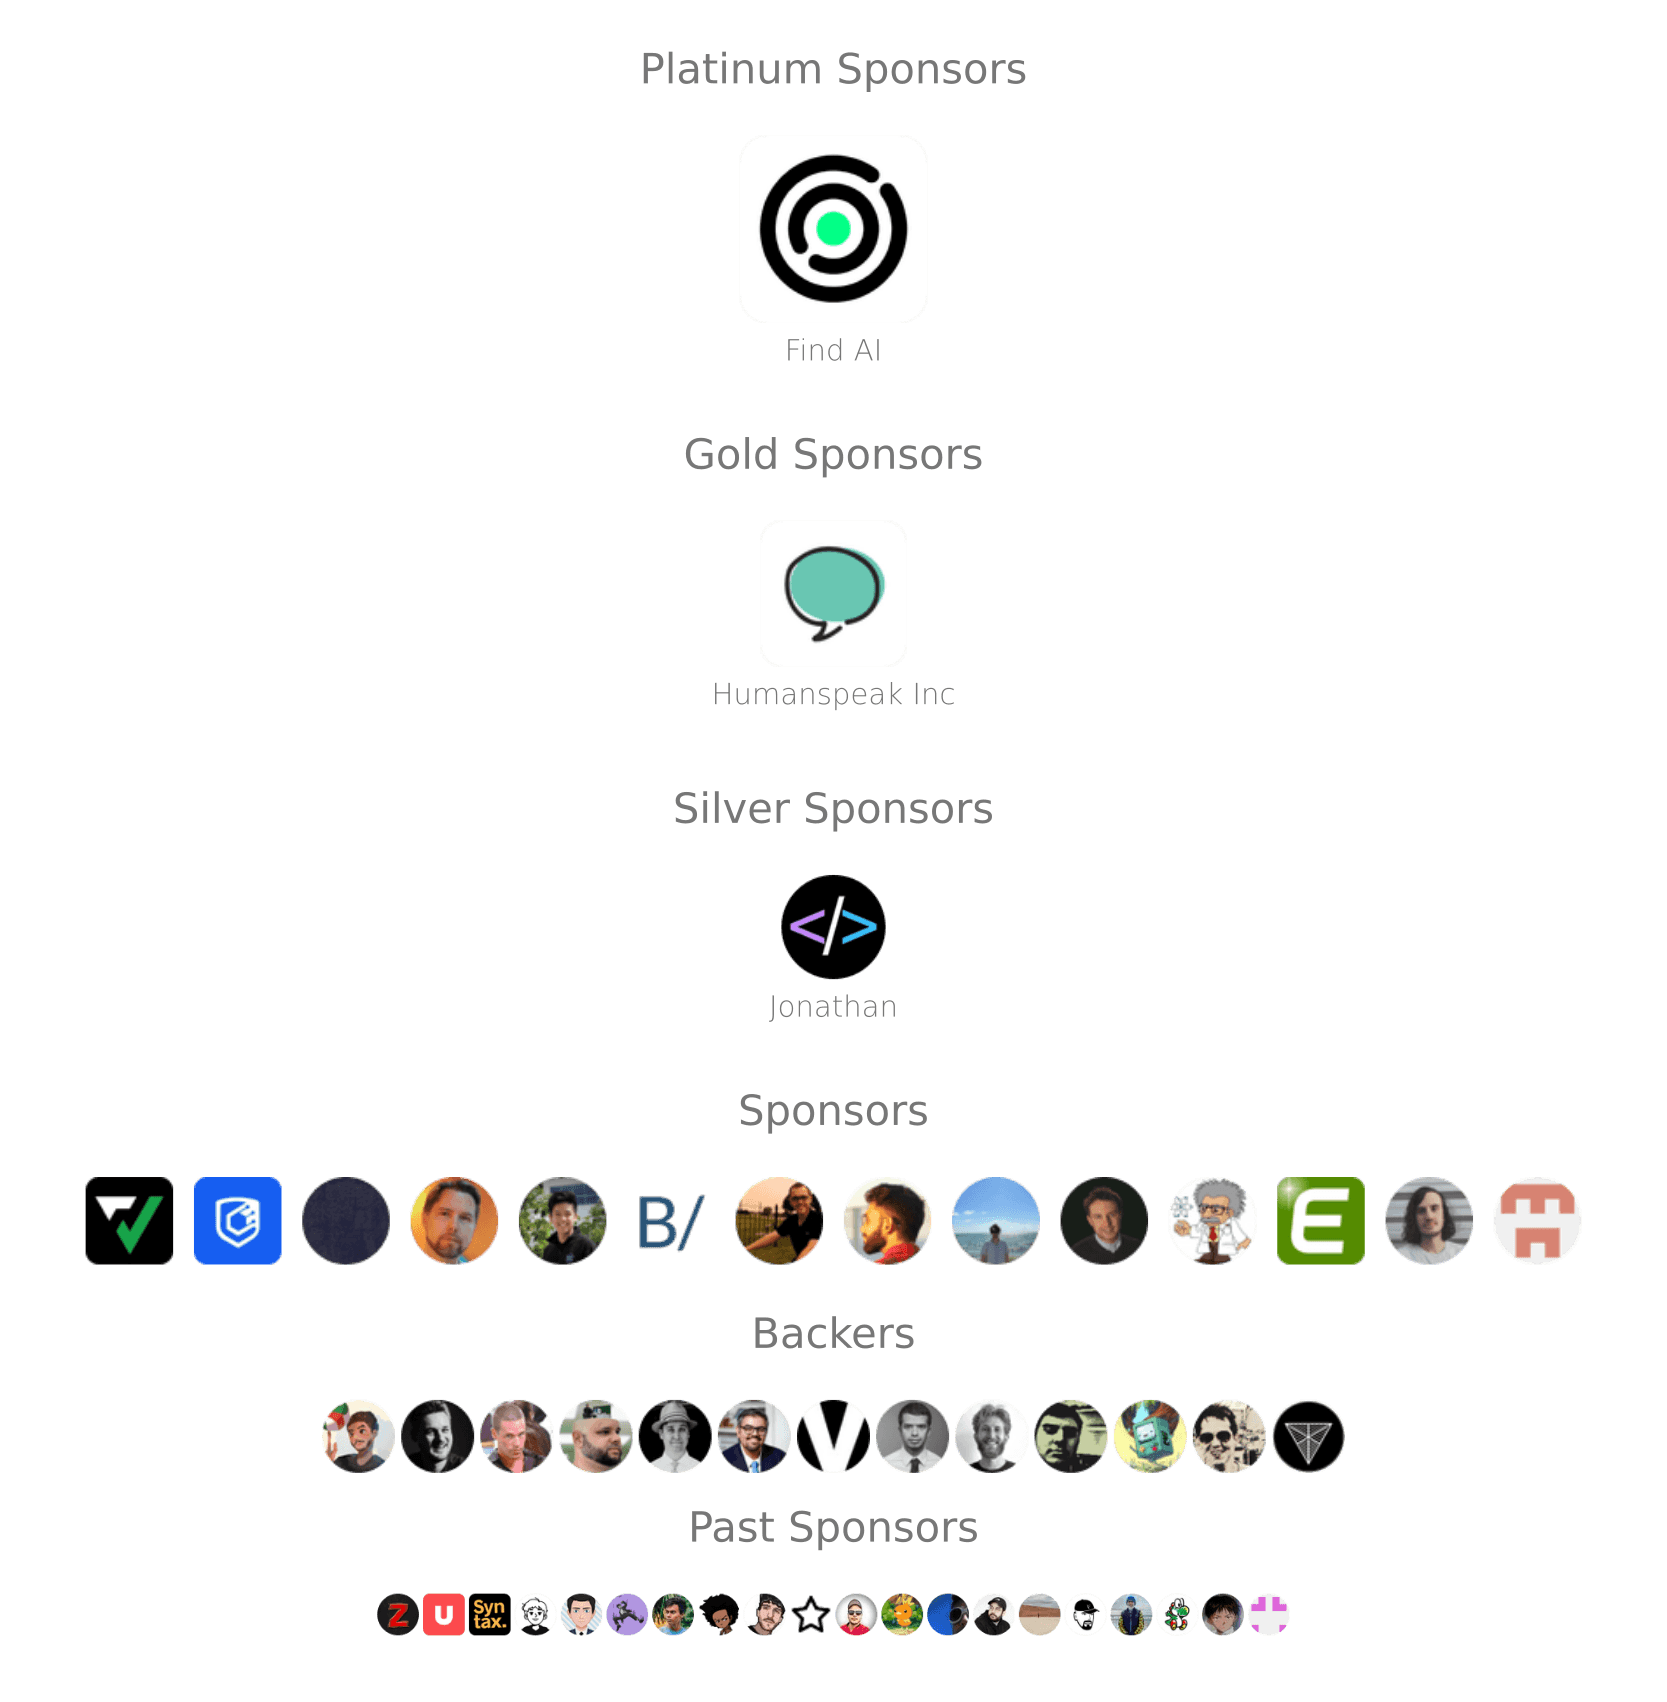 Platinum Sponsors
Find AI
Gold Sponsors
Humanspeak Inc
Silver Sponsors
</>
Jonathan
Sponsors
B/
E
Backers
V
Past Sponsors
Z
U
Syn
tax.